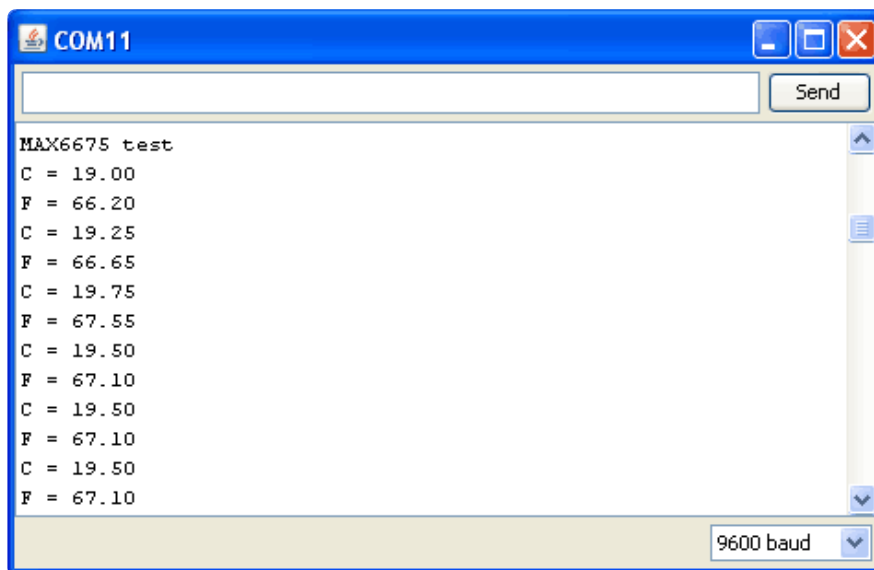 COM11
Send
MAX6675 test
C = 19.00
F = 66.20
C = 19.25
F = 66.65
C = 19.75
F = 67.55
C = 19.50
F = 67.10
C = 19.50
F = 67.10
C = 19.50
F = 67.10
9600 baud